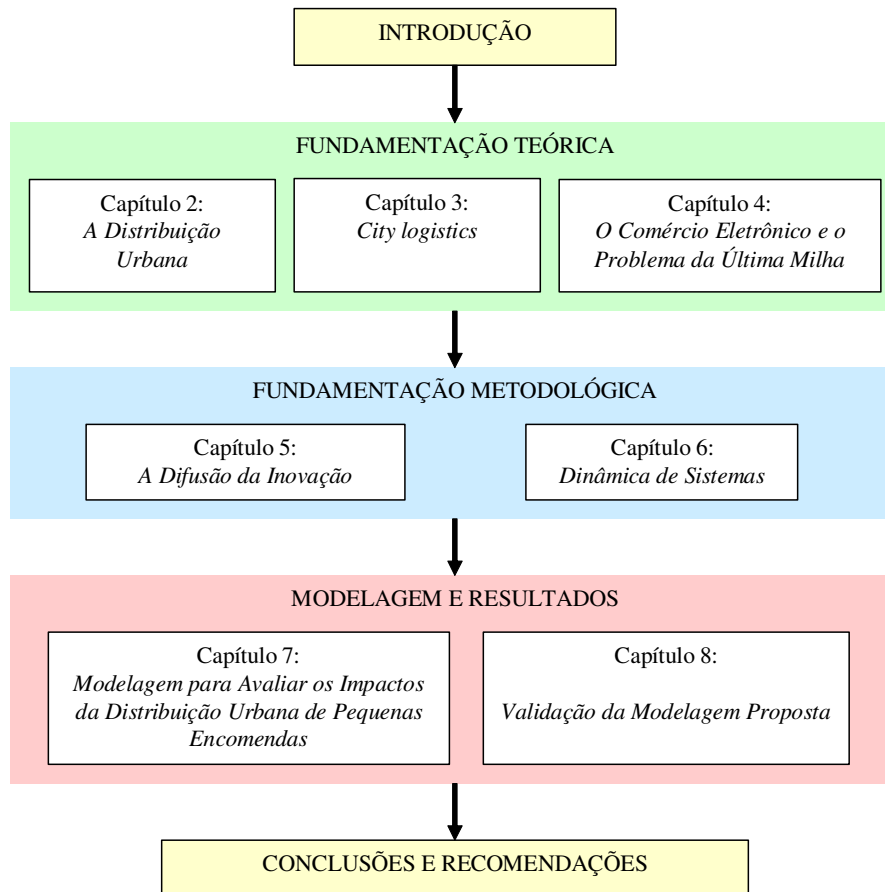 INTRODUÇÃO
FUNDAMENTAÇÃO TEÓRICA
Capítulo 2:
A Distribuição
Urbana
Capítulo 3:
City logistics
Capítulo 4:
O Comércio Eletrônico e o
Problema da Última Milha
FUNDAMENTAÇÃO METODOLÓGICA
Capítulo 5:
A Difusão da Inovação
Capítulo 6:
Dinâmica de Sistemas
MODELAGEM E RESULTADOS
Capítulo 7:
Modelagem para Avaliar os Impactos
da Distribuição Urbana de Pequenas
Encomendas
Capítulo 8:
Validação da Modelagem Proposta
CONCLUSÕES E RECOMENDAÇÕES